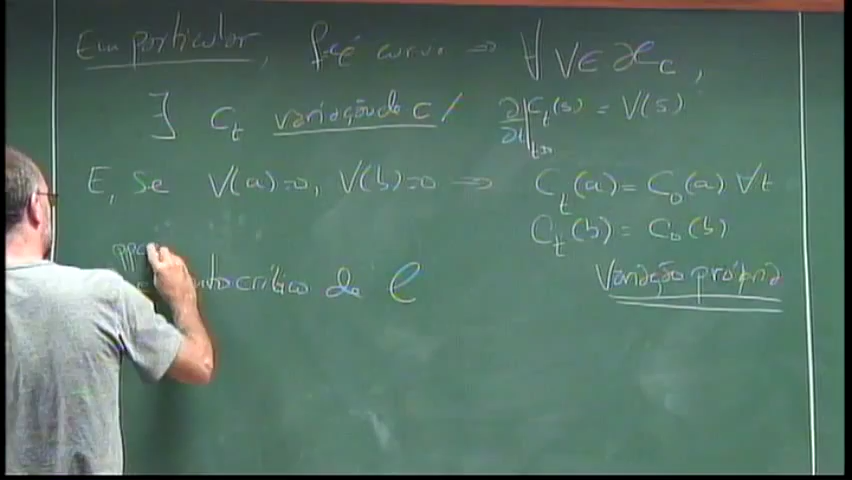 Em particular, f é curva ⇒ ∀ V ∈ 𝔛_c,
∃ C_t variação de C / ∂/∂t|_{t=0} C_t(s) = V(s)
E, se V(a)=0, V(b)=0 ⇒ C_t(a) = C_0(a) ∀t
C_t(b) = C_0(b)
crítico de ℓ
Variação própria